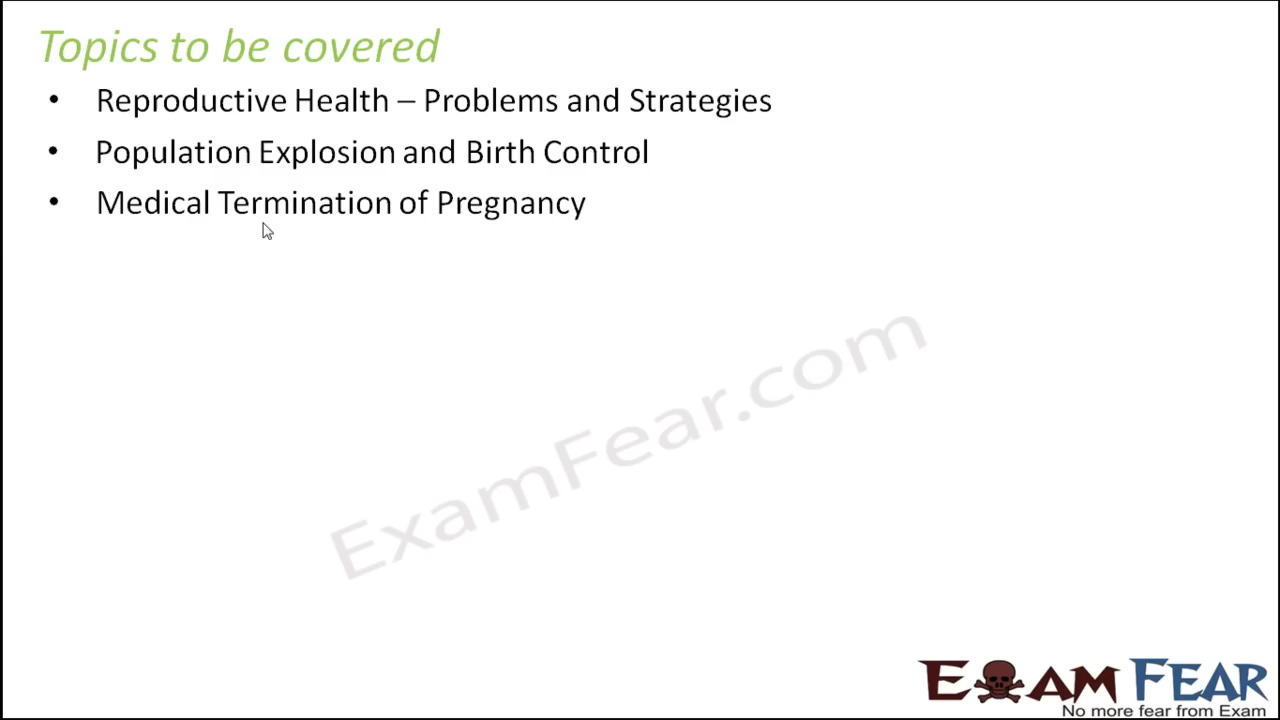 Topics to be covered
• Reproductive Health – Problems and Strategies
• Population Explosion and Birth Control
• Medical Termination of Pregnancy
ExamFear.com
EXAM FEAR
No more fear from Exam